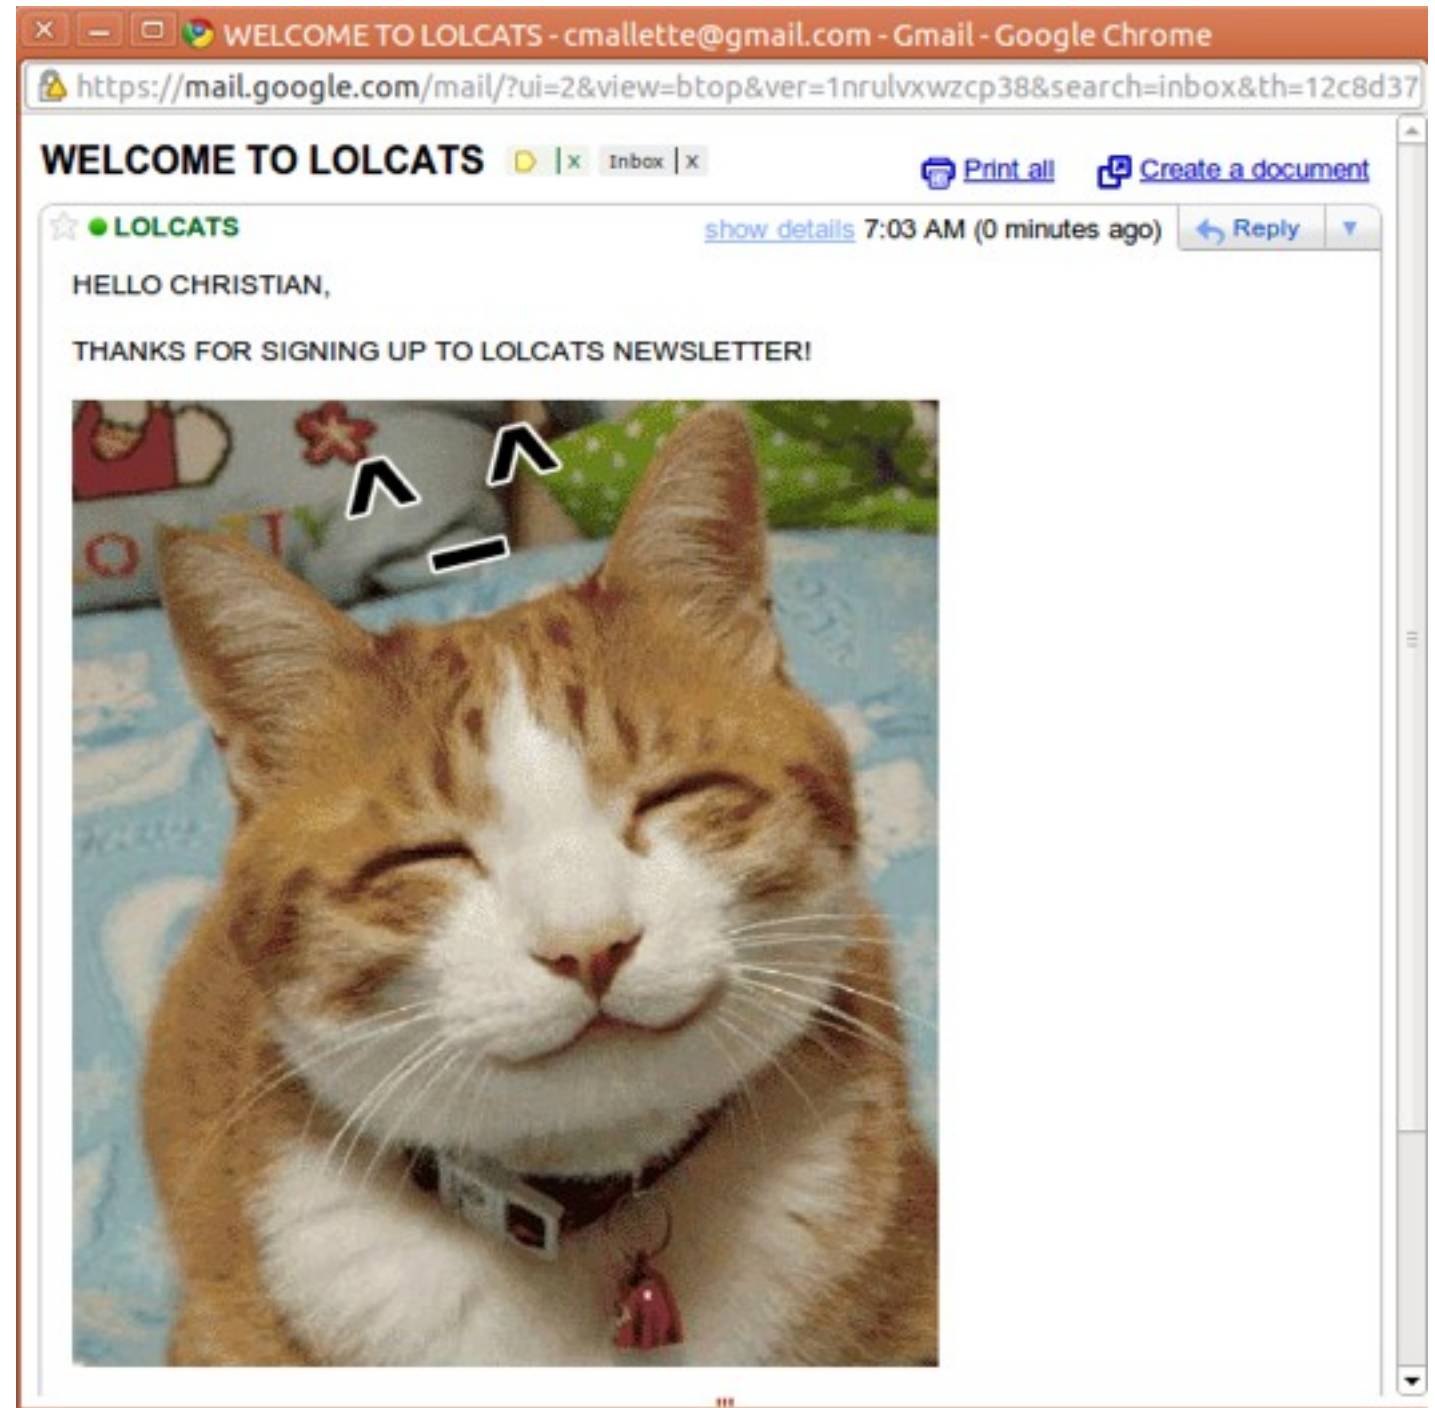 WELCOME TO LOLCATS - cmallette@gmail.com - Gmail - Google Chrome
https://mail.google.com/mail/?ui=2&view=btop&ver=1nrulvxwzcp38&search=inbox&th=12c8d37
WELCOME TO LOLCATS | x Inbox | x Print all Create a document
LOLCATS show details 7:03 AM (0 minutes ago) Reply
HELLO CHRISTIAN,
THANKS FOR SIGNING UP TO LOLCATS NEWSLETTER!
^_^